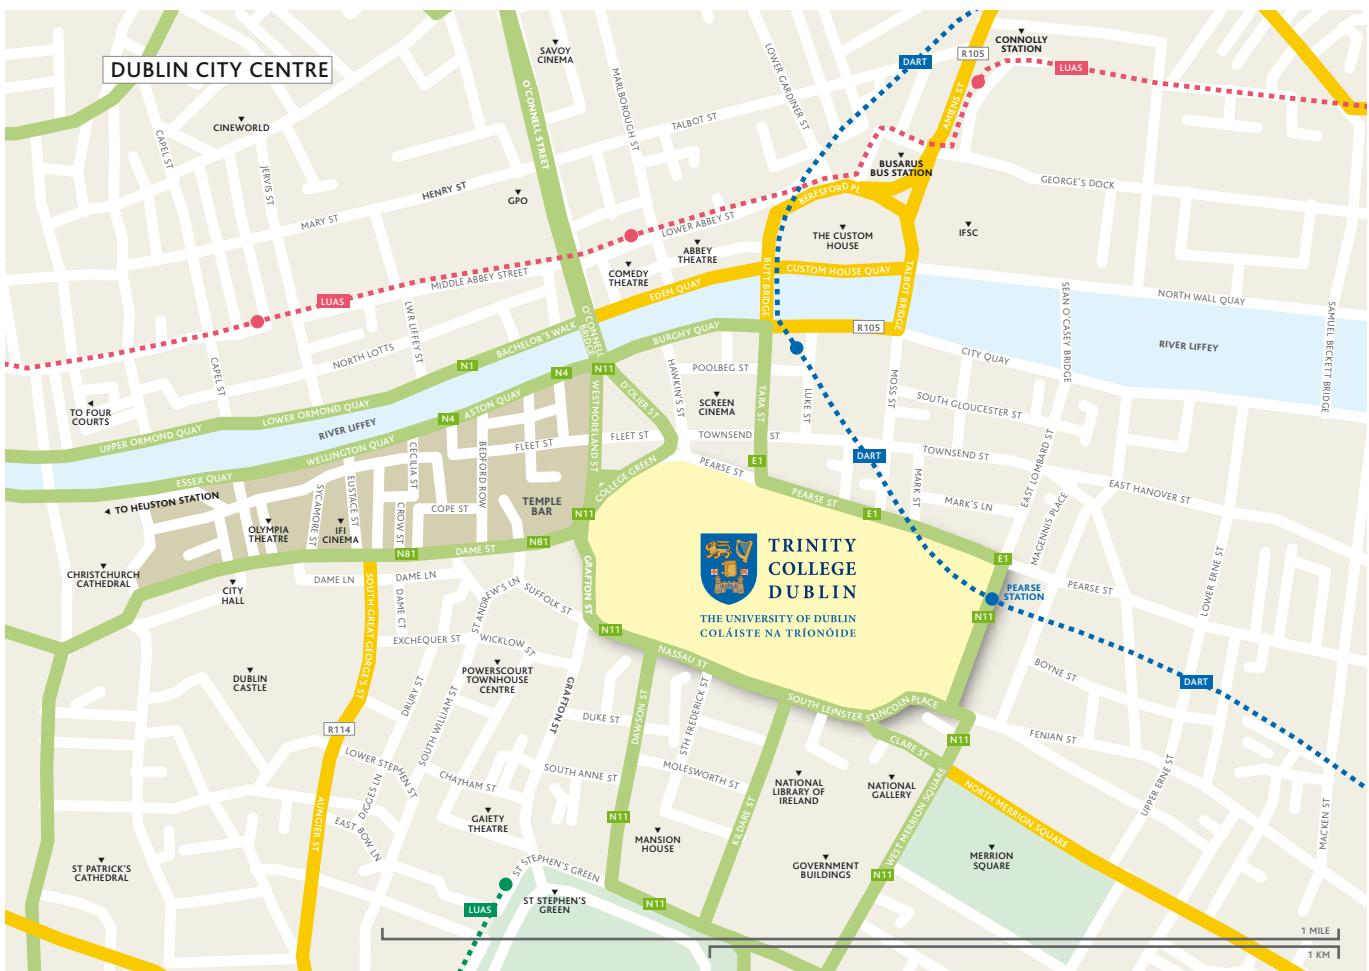 DUBLIN CITY CENTRE
SAVOY
CINEMA
CONNOLLY
STATION
R105
DART
LUAS
CINEWORLD
CAPEL ST
JERVIS ST
O'CONNELL STREET
MARLBOROUGH ST
TALBOT ST
LOWER GARDINER ST
AMIENS ST
BUSARUS
BUS STATION
GEORGE'S DOCK
HENRY ST
GPO
MARY ST
BERESFORD PL
LOWER ABBEY ST
ABBEY
THEATRE
THE CUSTOM
HOUSE
IFSC
COMEDY
THEATRE
MIDDLE ABBEY STREET
LUAS
EDEN QUAY
BUTT BRIDGE
CUSTOM HOUSE QUAY
TALBOT BRIDGE
NORTH WALL QUAY
SEAN O'CASEY BRIDGE
SAMUEL BECKETT BRIDGE
RIVER LIFFEY
R105
CITY QUAY
LWR LIFFEY ST
NORTH LOTTS
BACHELOR'S WALK
O'CONNELL
BRIDGE
BURGHY QUAY
N1
N4
N11
CAPEL ST
TO FOUR
COURTS
LOWER ORMOND QUAY
UPPER ORMOND QUAY
RIVER LIFFEY
N4
ASTON QUAY
WELLINGTON QUAY
ESSEX QUAY
TO HEUSTON STATION
WESTMORELAND ST
D'OLIER ST
HAWKIN'S ST
POOLBEG ST
SCREEN
CINEMA
TARA ST
LUKE ST
MOSS ST
SOUTH GLOUCESTER ST
FLEET ST
FLEET ST
TOWNSEND ST
TOWNSEND ST
DART
E1
PEARSE ST
PEARSE ST
E1
MARK ST
MARK'S LN
EAST LOMBARD ST
MAGENNIS PLACE
EAST HANOVER ST
LOWER ERNE ST
COLLEGE GREEN
CECILIA ST
BEDFORD ROW
EUSTACE ST
SYCAMORE ST
CROW ST
COPE ST
TEMPLE
BAR
OLYMPIA
THEATRE
IFI
CINEMA
N11
N81
DAME ST
N81
CHRISTCHURCH
CATHEDRAL
CITY
HALL
DAME LN
DAME LN
DAME CT
ST ANDREW'S LN
SUFFOLK ST
GRAFTON ST
TRINITY
COLLEGE
DUBLIN
THE UNIVERSITY OF DUBLIN
COLÁISTE NA TRÍONÓIDE
E1
PEARSE
STATION
N11
PEARSE ST
SOUTH GREAT GEORGE'S ST
EXCHEQUER ST
WICKLOW ST
N11
NASSAU ST
DUBLIN
CASTLE
POWERSCOURT
TOWNHOUSE
CENTRE
DRURY ST
SOUTH WILLIAM ST
GRAFTON ST
DUKE ST
DAWSON ST
STH FREDERICK ST
SOUTH LEINSTER ST
LINCOLN PLACE
BOYNE ST
DART
FENIAN ST
N11
CLARE ST
R114
LOWER STEPHEN ST
DIGGES LN
CHATHAM ST
SOUTH ANNE ST
MOLESWORTH ST
NATIONAL
LIBRARY OF
IRELAND
NATIONAL
GALLERY
NORTH MERRION SQUARE
UPPER ERNE ST
MACKEN ST
AUNGIER ST
EAST BOW LN
GAIETY
THEATRE
N11
MANSION
HOUSE
KILDARE ST
GOVERNMENT
BUILDINGS
WEST MERRION SQUARE
N11
MERRION
SQUARE
ST PATRICK'S
CATHEDRAL
ST STEPHEN'S GREEN
ST STEPHEN'S
GREEN
LUAS
N11
1 MILE
1 KM